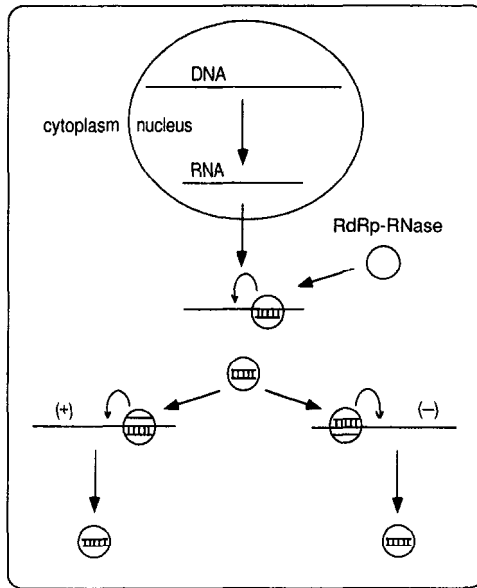 DNA
cytoplasm nucleus
RNA
RdRp-RNase
(+)
(–)